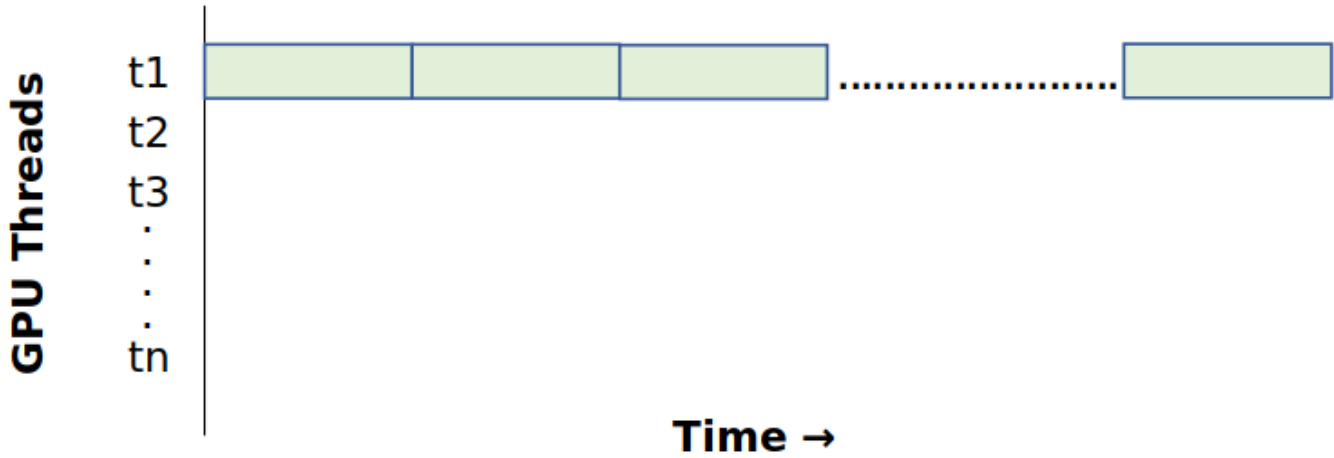 GPU Threads
t1
t2
t3
.
.
.
.
tn
Time →